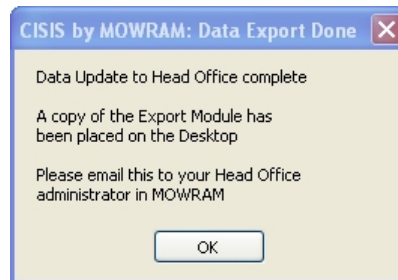 CISIS by MOWRAM: Data Export Done
Data Update to Head Office complete
A copy of the Export Module has
been placed on the Desktop
Please email this to your Head Office
administrator in MOWRAM
OK